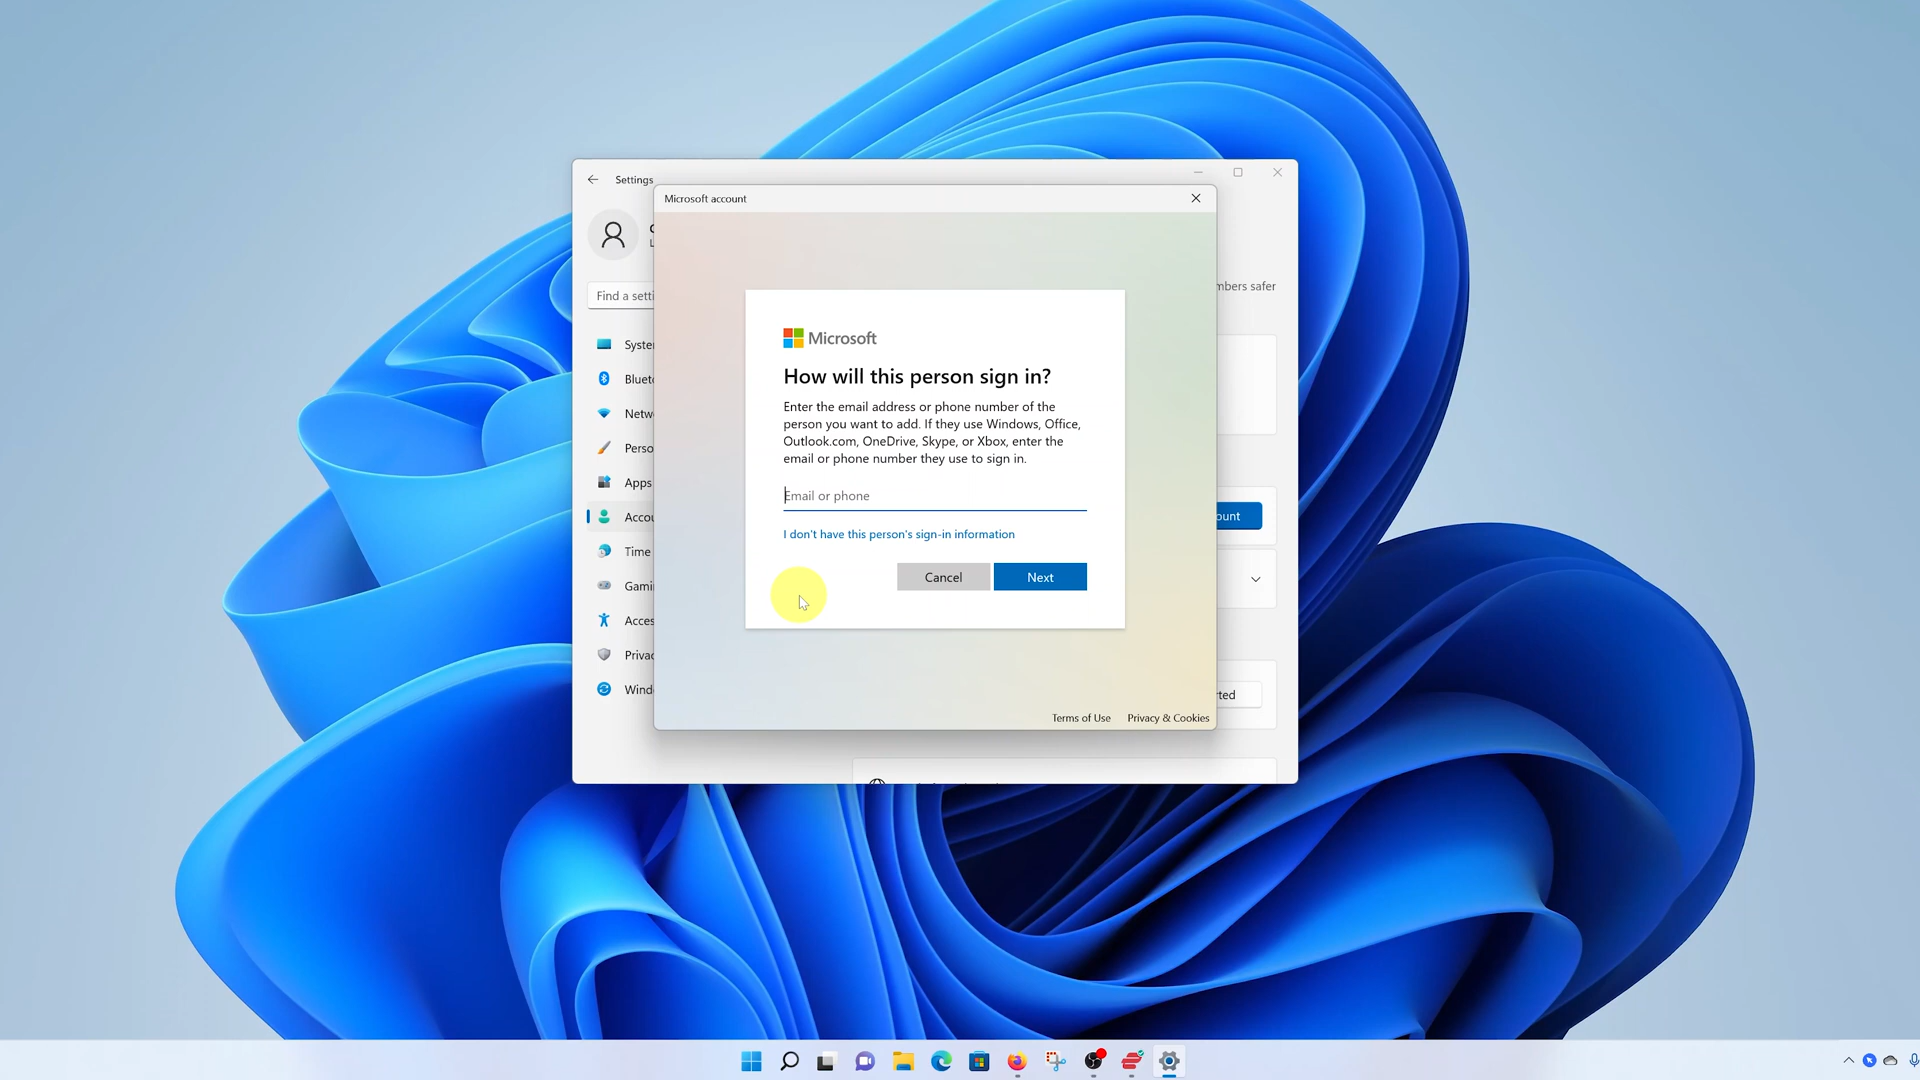 Settings
Microsoft account
Find a setti
mbers safer
Microsoft
How will this person sign in?
Enter the email address or phone number of the
person you want to add. If they use Windows, Office,
Outlook.com, OneDrive, Skype, or Xbox, enter the
email or phone number they use to sign in.
Email or phone
I don't have this person's sign-in information
Cancel
Next
Syste
Blueto
Netw
Perso
Apps
Accou
Time
Gami
Acces
Privac
Windo
ount
rted
Terms of Use
Privacy & Cookies